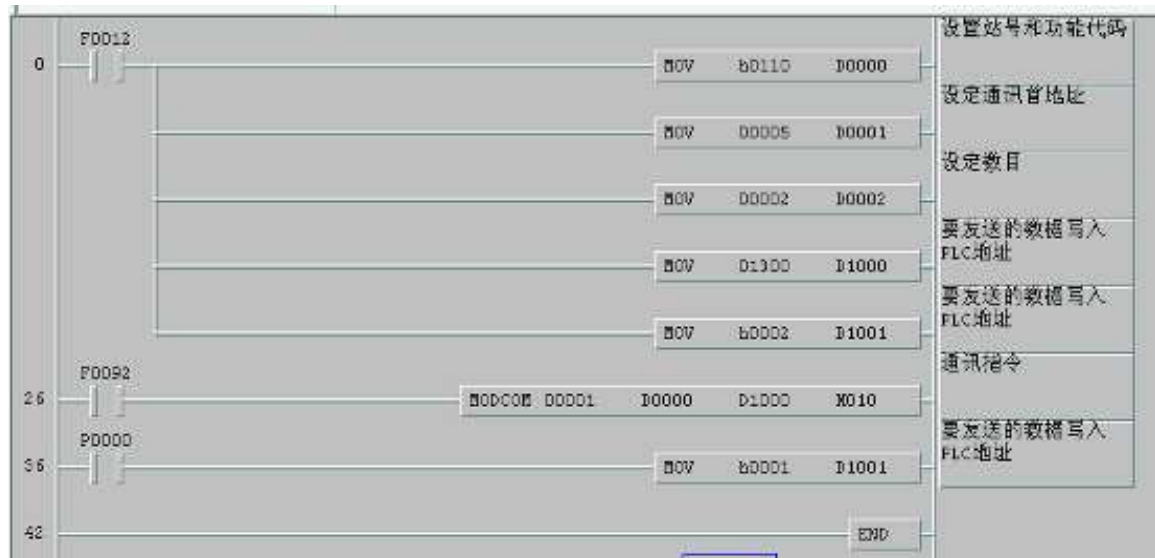 F0012
设置站号和功能代码
0
MOV h0110 D0000
设定通讯首地址
MOV 00005 D0001
设定数目
MOV 00002 D0002
要发送的数据写入
PLC地址
MOV 01300 D1000
要发送的数据写入
PLC地址
MOV h0002 D1001
通讯指令
F0092
26
MODCOM 00001 D0000 D1000 M010
要发送的数据写入
PLC地址
P0000
36
MOV h0001 D1001
42
END